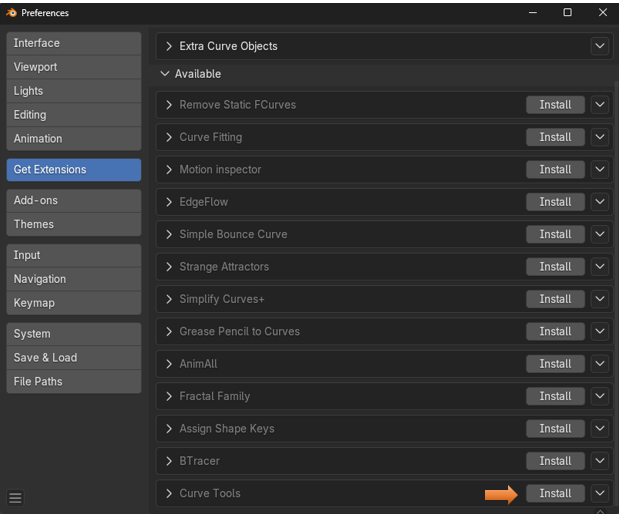 Preferences
Interface
Viewport
Lights
Editing
Animation
Get Extensions
Add-ons
Themes
Input
Navigation
Keymap
System
Save & Load
File Paths
Extra Curve Objects
Available
Remove Static FCurves Install
Curve Fitting Install
Motion inspector Install
EdgeFlow Install
Simple Bounce Curve Install
Strange Attractors Install
Simplify Curves+ Install
Grease Pencil to Curves Install
AnimAll Install
Fractal Family Install
Assign Shape Keys Install
BTracer Install
Curve Tools Install